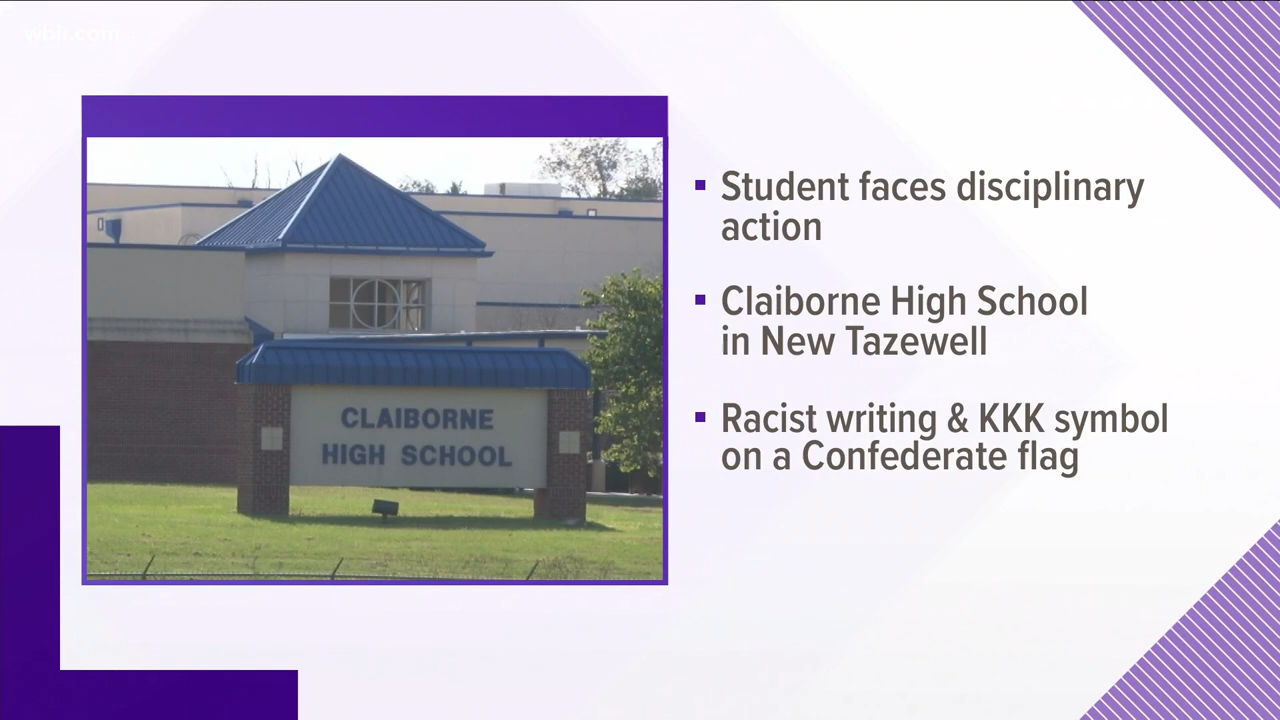 wbir.com
Student faces disciplinary
action
Claiborne High School
in New Tazewell
Racist writing & KKK symbol
on a Confederate flag
CLAIBORNE
HIGH SCHOOL